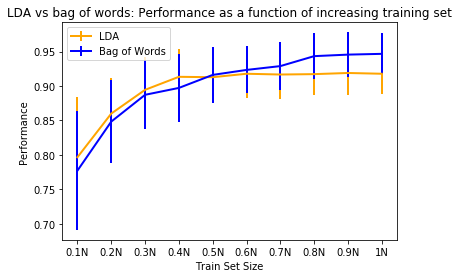 LDA vs bag of words: Performance as a function of increasing training set
LDA
Bag of Words
0.95
0.90
0.85
0.80
0.75
0.70
Performance
0.1N 0.2N 0.3N 0.4N 0.5N 0.6N 0.7N 0.8N 0.9N 1N
Train Set Size